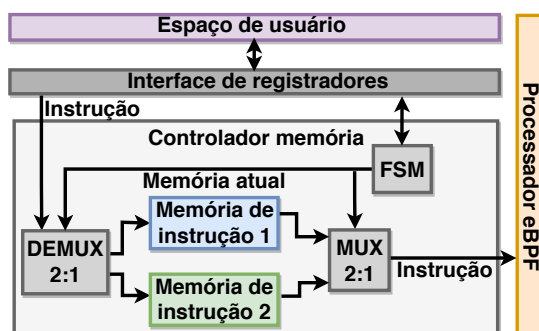 Espaço de usuário
Interface de registradores
Instrução
Controlador memória
FSM
Memória atual
Memória de
instrução 1
DEMUX
2:1
MUX
2:1
Instrução
Memória de
instrução 2
Processador eBPF